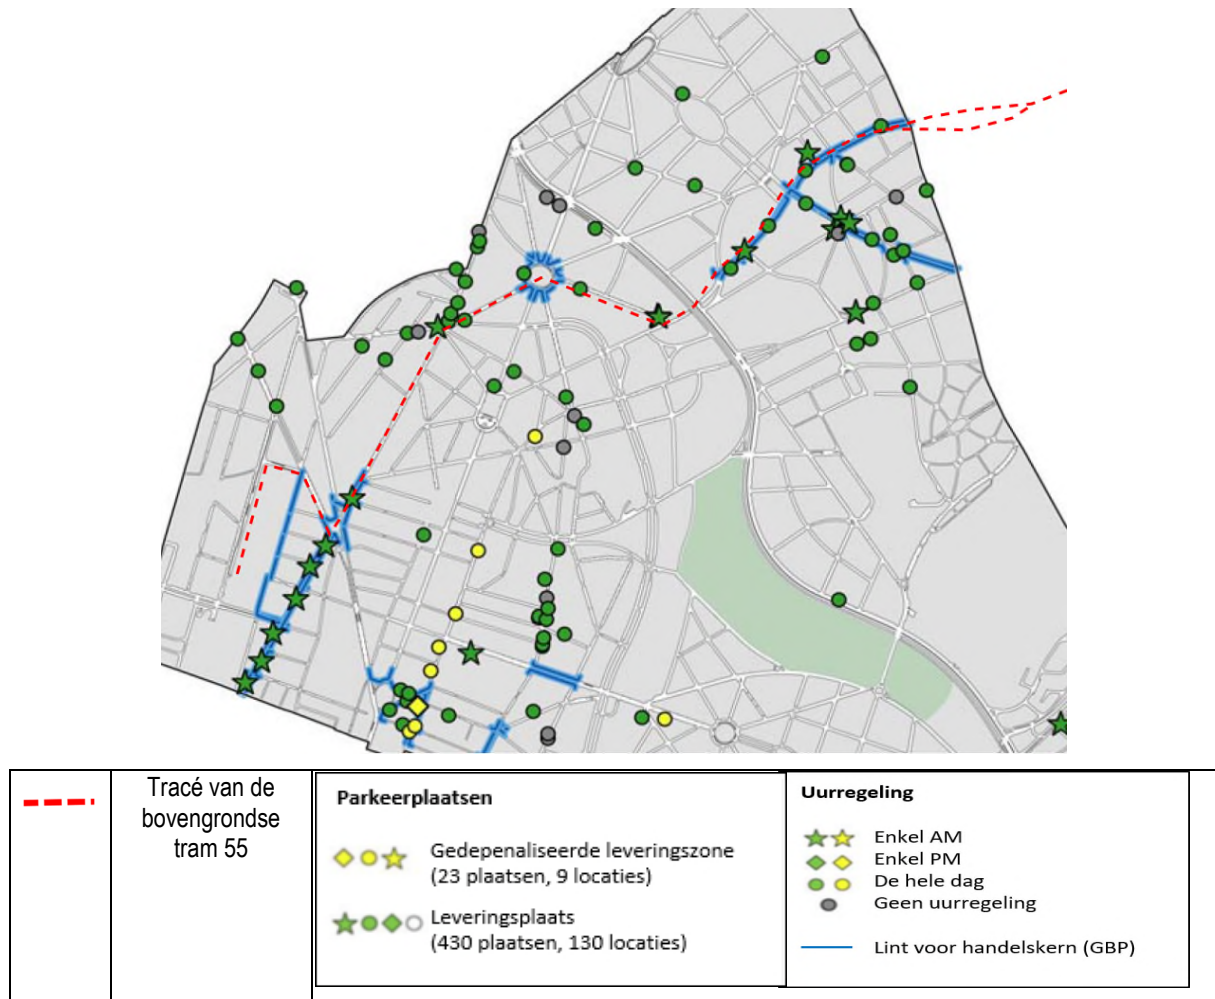 Tracé van de
bovengrondse
tram 55
Parkeerplaatsen
Gedepenaliseerde leveringszone
(23 plaatsen, 9 locaties)
Leveringsplaats
(430 plaatsen, 130 locaties)
Uurregeling
Enkel AM
Enkel PM
De hele dag
Geen uurregeling
Lint voor handelskern (GBP)